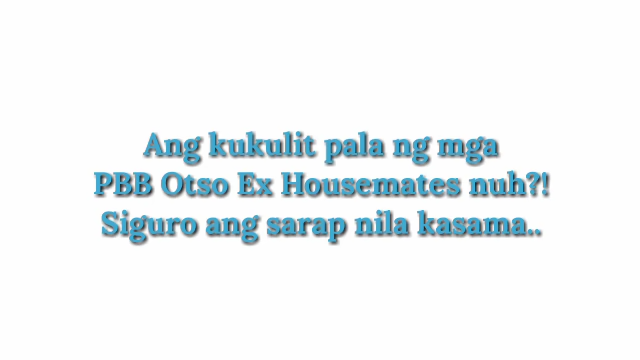 Ang kukulit pala ng mga
PBB Otso Ex Housemates nuh?!
Siguro ang sarap nila kasama..